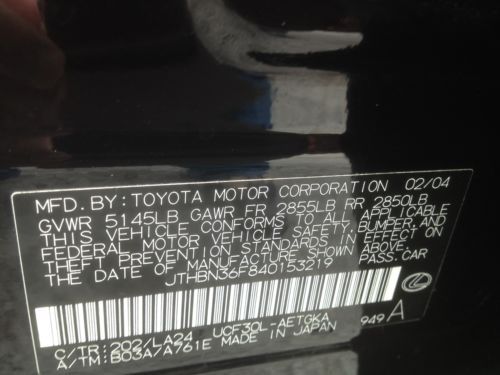 MFD. BY: TOYOTA MOTOR CORPORATION 02/04
GVWR 5145LB GAWR FR 2855LB RR 2850LB
THIS VEHICLE CONFORMS TO ALL APPLICABLE
FEDERAL MOTOR VEHICLE SAFETY, BUMPER, AND
THEFT PREVENTION STANDARDS IN EFFECT ON
THE DATE OF MANUFACTURE SHOWN ABOVE.
JTHBN36F840153219 PASS. CAR
C/TR: 202/LA24 UCF30L-AETGKA 949 A
A/TM: B03A/A761E MADE IN JAPAN